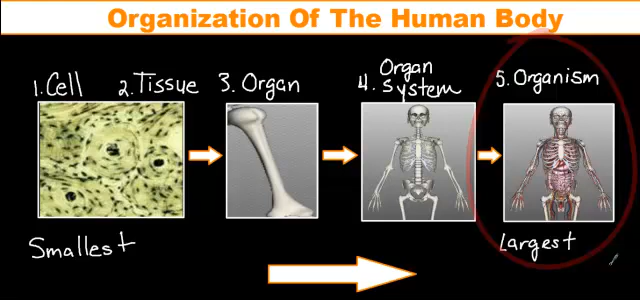 Organization Of The Human Body
1. Cell 2. Tissue 3. Organ 4. Organ System 5. Organism
Smallest Largest